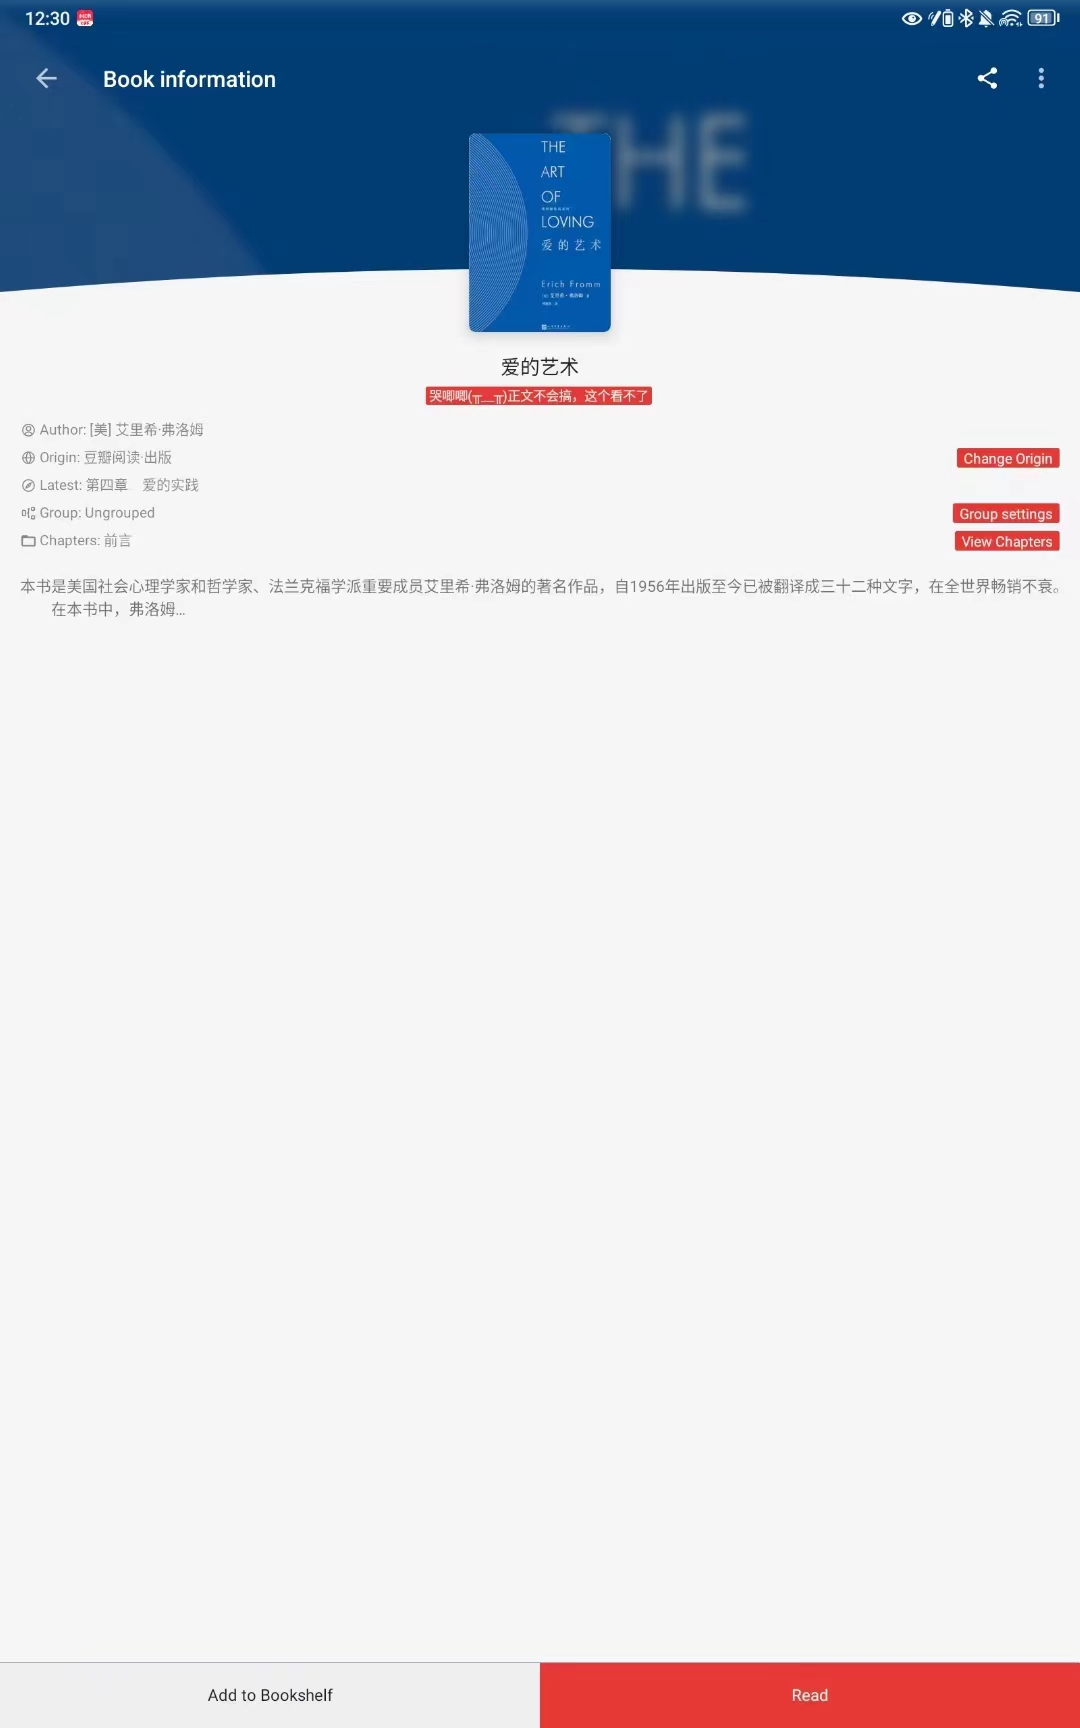 12:30
91
Book information
THE
THE
ART
OF
LOVING
爱的艺术
Erich Fromm
爱的艺术
哭唧唧(╥﹏╥)正文不会搞，这个看不了
Author: [美] 艾里希·弗洛姆
Origin: 豆瓣阅读·出版
Change Origin
Latest: 第四章 爱的实践
Group: Ungrouped
Group settings
Chapters: 前言
View Chapters
本书是美国社会心理学家和哲学家、法兰克福学派重要成员艾里希·弗洛姆的著名作品，自1956年出版至今已被翻译成三十二种文字，在全世界畅销不衰。
在本书中，弗洛姆...
Add to Bookshelf
Read